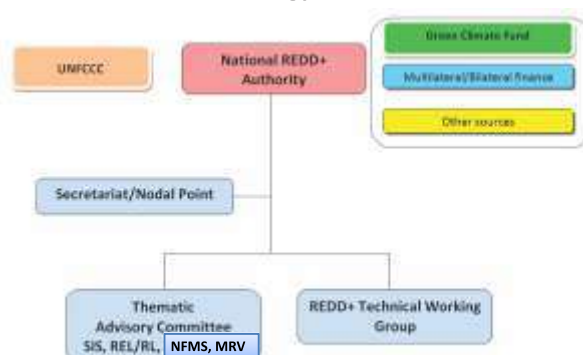 UNFCCC
National REDD+
Authority
Green Climate Fund
Multilateral/Bilateral finance
Other sources
Secretariat/Nodal Point
Thematic
Advisory Committee
SIS, REL/RL, NFMS, MRV
REDD+ Technical Working
Group